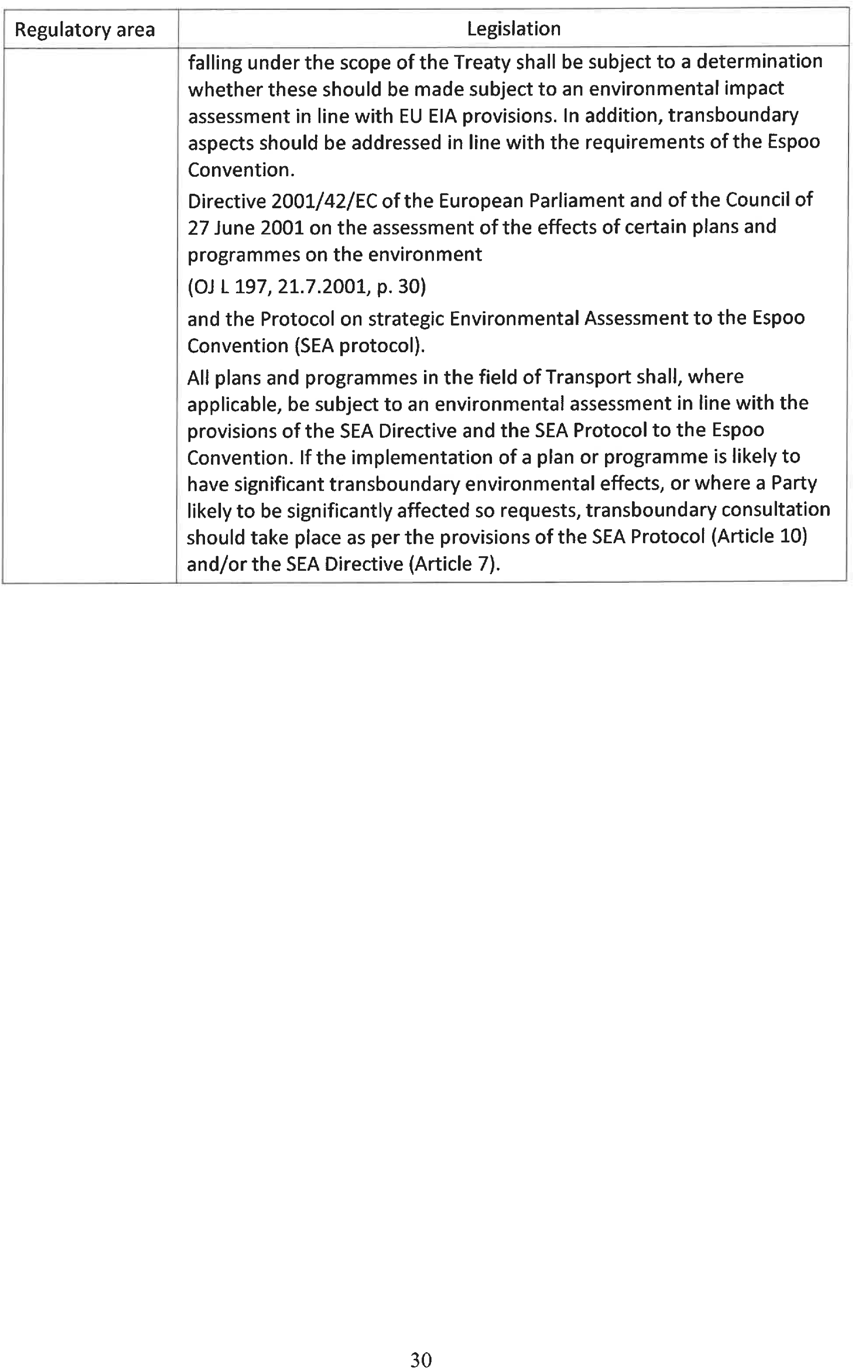 Regulatory area
Legislation
falling under the scope of the Treaty shall be subject to a determination
whether these should be made subject to an environmental impact
assessment in line with EU EIA provisions. In addition, transboundary
aspects should be addressed in line with the requirements of the Espoo
Convention.
Directive 2001/42/EC of the European Parliament and of the Council of
27 June 2001 on the assessment of the effects of certain plans and
programmes on the environment
(OJ L 197, 21.7.2001, p. 30)
and the Protocol on strategic Environmental Assessment to the Espoo
Convention (SEA protocol).
All plans and programmes in the field of Transport shall, where
applicable, be subject to an environmental assessment in line with the
provisions of the SEA Directive and the SEA Protocol to the Espoo
Convention. If the implementation of a plan or programme is likely to
have significant transboundary environmental effects, or where a Party
likely to be significantly affected so requests, transboundary consultation
should take place as per the provisions of the SEA Protocol (Article 10)
and/or the SEA Directive (Article 7).
30